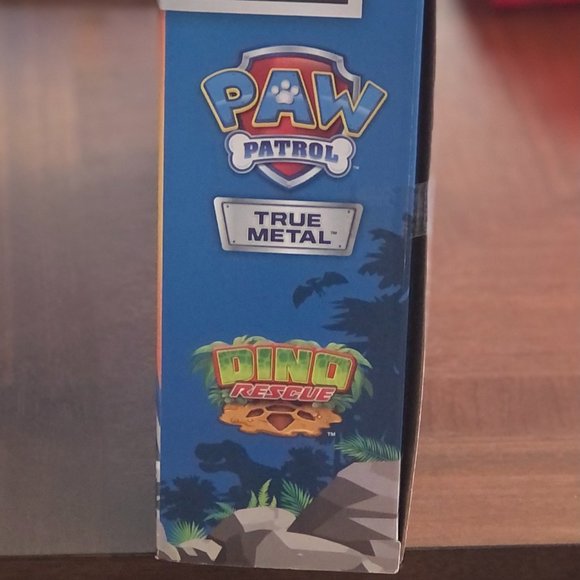 PAW
PATROL
TRUE
METAL™
DINO
RESCUE
™